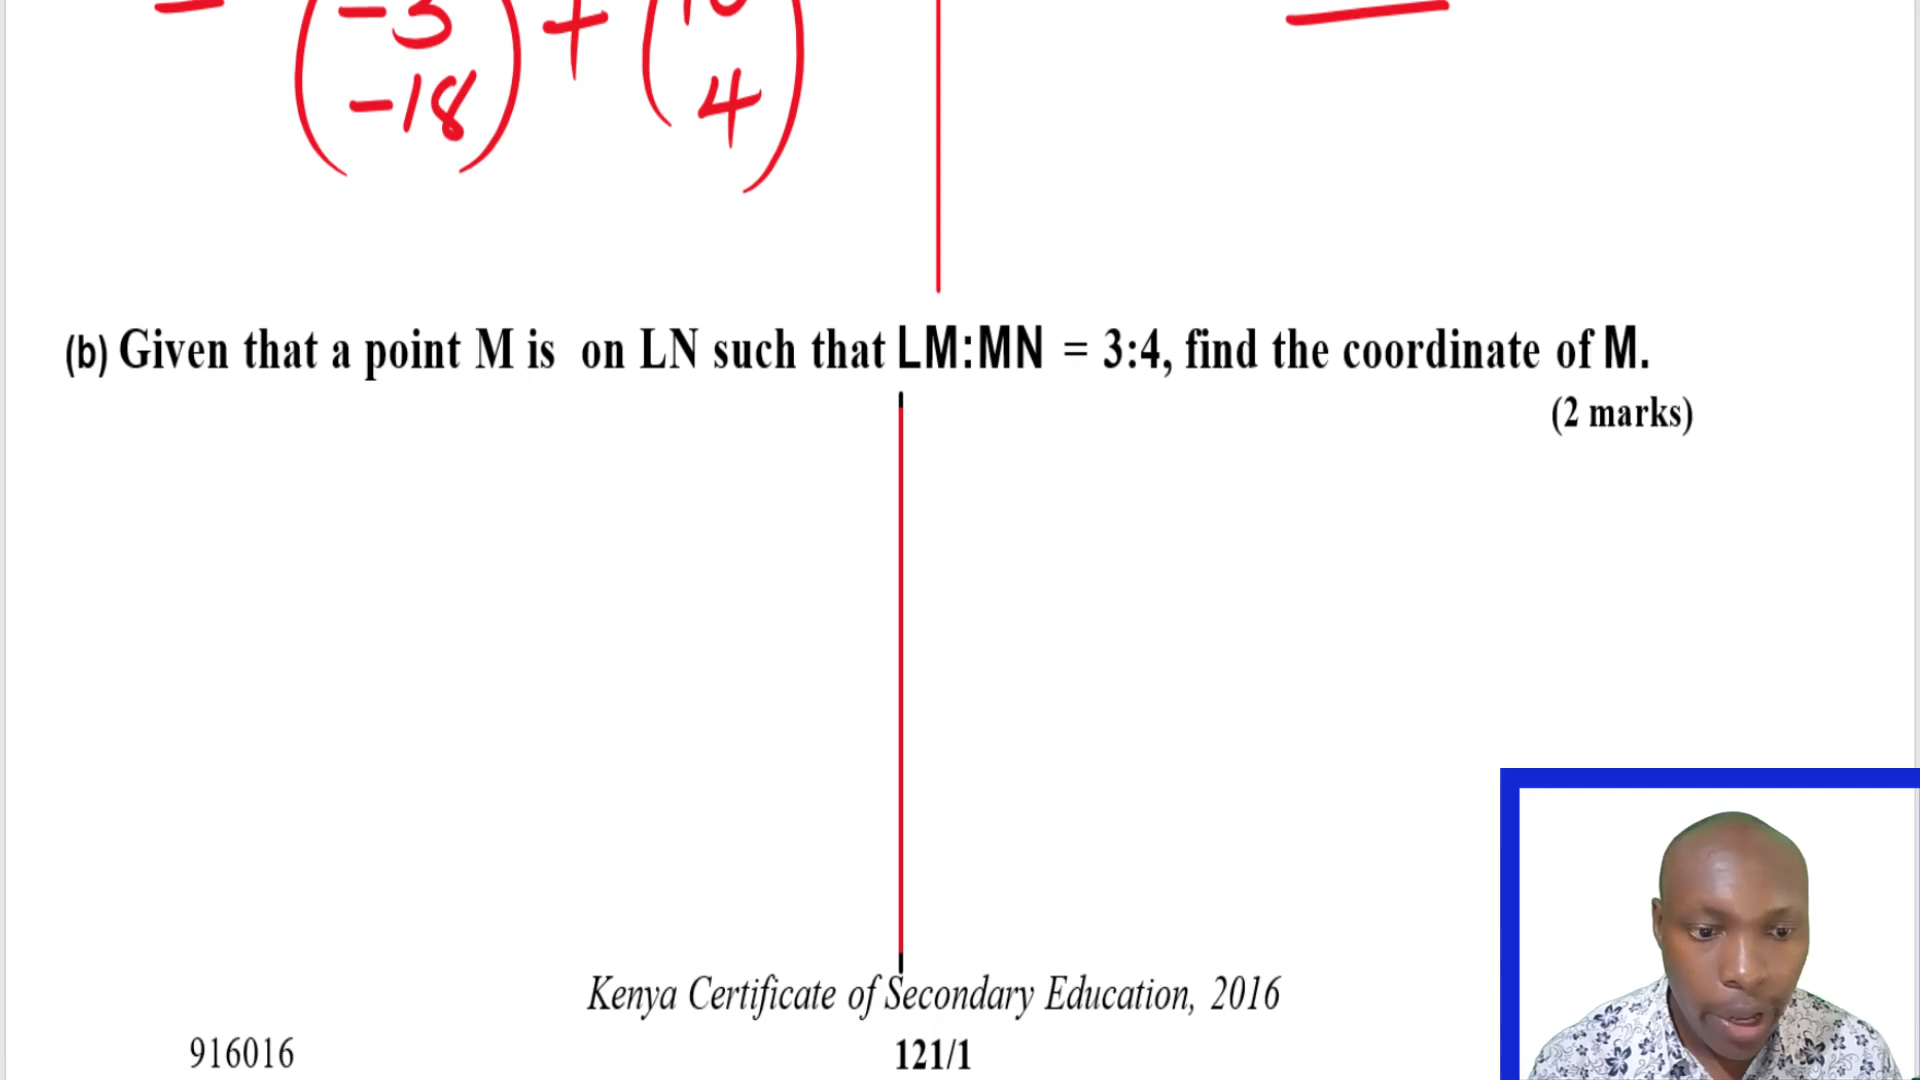 -18
4
(b) Given that a point M is on LN such that LM:MN = 3:4, find the coordinate of M.
(2 marks)
Kenya Certificate of Secondary Education, 2016
916016
121/1